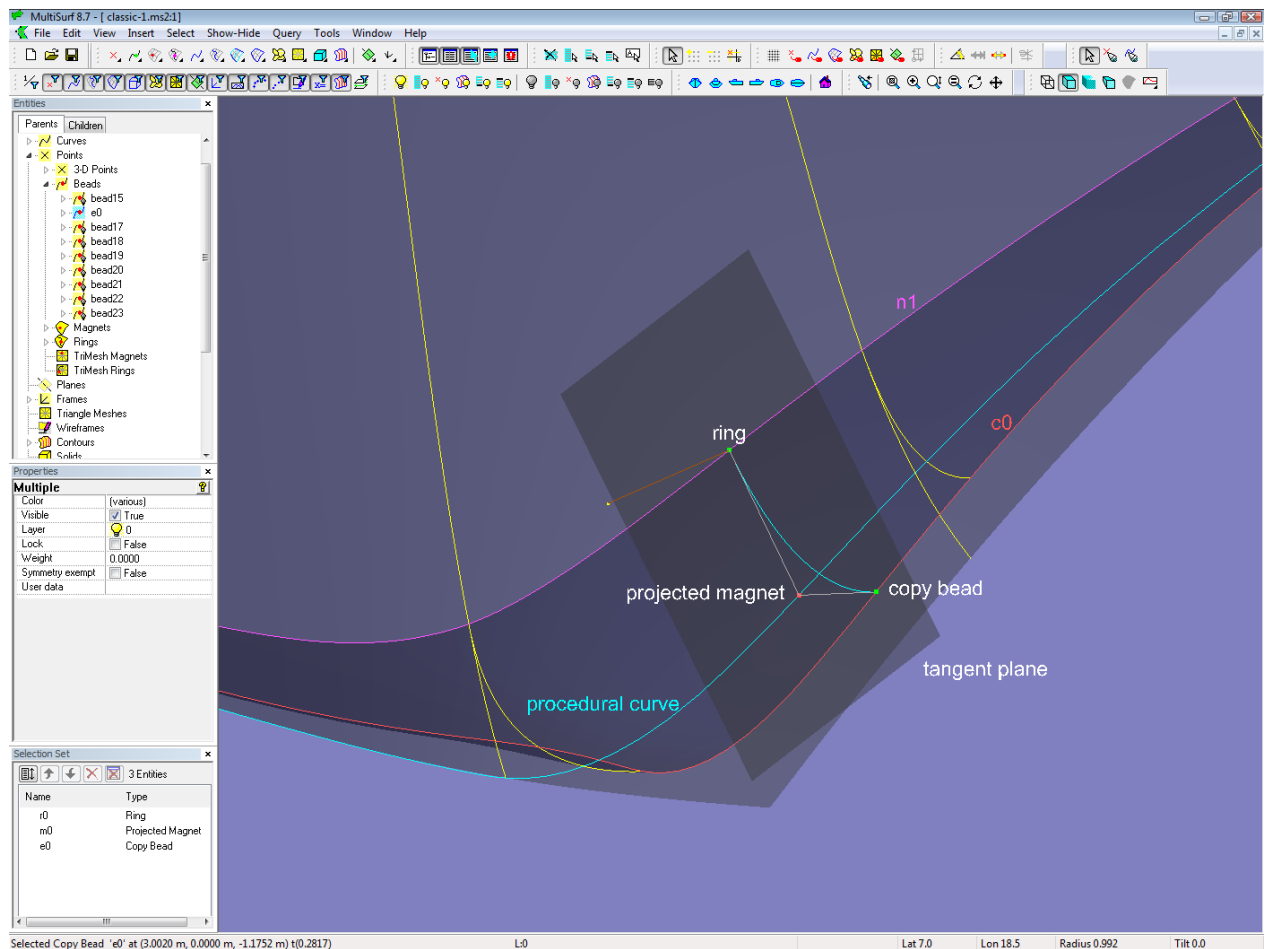 MultiSurf 8.7 - [ classic-1.ms2:1]
File Edit View Insert Select Show-Hide Query Tools Window Help
Entities
Parents Children
Curves
Points
3-D Points
Beads
bead15
e0
bead17
bead18
bead19
bead20
bead21
bead22
bead23
Magnets
Rings
TriMesh Magnets
TriMesh Rings
Planes
Frames
Triangle Meshes
Wireframes
Contours
Solids
Properties
Multiple
Color {various}
Visible True
Layer 0
Lock False
Weight 0.0000
Symmetry exempt False
User data
Selection Set
3 Entities
Name Type
r0 Ring
m0 Projected Magnet
e0 Copy Bead
n1
c0
ring
projected magnet
copy bead
tangent plane
procedural curve
Selected Copy Bead 'e0' at (3.0020 m, 0.0000 m, -1.1752 m) t(0.2817) L:0 Lat 7.0 Lon 18.5 Radius 0.992 Tilt 0.0